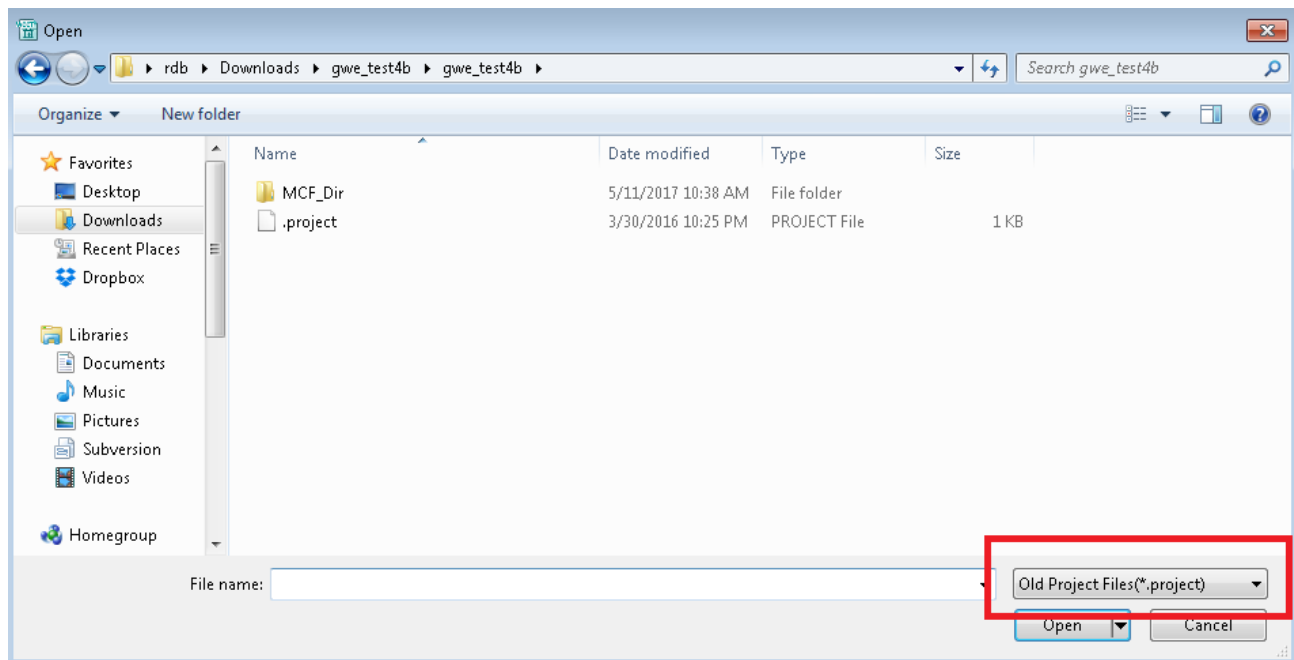 Open
rdb Downloads gwe_test4b gwe_test4b
Search gwe_test4b
Organize New folder
Name Date modified Type Size
MCF_Dir 5/11/2017 10:38 AM File folder
.project 3/30/2016 10:25 PM PROJECT File 1 KB
Favorites
Desktop
Downloads
Recent Places
Dropbox
Libraries
Documents
Music
Pictures
Subversion
Videos
Homegroup
File name: Old Project Files(*.project)
Open Cancel